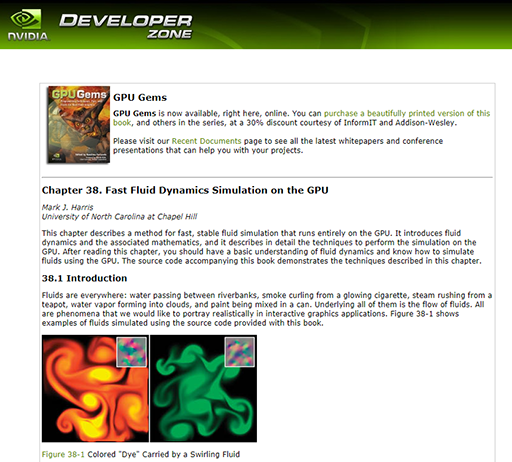 NVIDIA
DEVELOPER
ZONE
GPU Gems
GPU Gems
GPU Gems is now available, right here, online. You can purchase a beautifully printed version of this
book, and others in the series, at a 30% discount courtesy of InformIT and Addison-Wesley.
Please visit our Recent Documents page to see all the latest whitepapers and conference
presentations that can help you with your projects.
Chapter 38. Fast Fluid Dynamics Simulation on the GPU
Mark J. Harris
University of North Carolina at Chapel Hill
This chapter describes a method for fast, stable fluid simulation that runs entirely on the GPU. It introduces fluid
dynamics and the associated mathematics, and it describes in detail the techniques to perform the simulation on the
GPU. After reading this chapter, you should have a basic understanding of fluid dynamics and know how to simulate
fluids using the GPU. The source code accompanying this book demonstrates the techniques described in this chapter.
38.1 Introduction
Fluids are everywhere: water passing between riverbanks, smoke curling from a glowing cigarette, steam rushing from a
teapot, water vapor forming into clouds, and paint being mixed in a can. Underlying all of them is the flow of fluids. All
are phenomena that we would like to portray realistically in interactive graphics applications. Figure 38-1 shows
examples of fluids simulated using the source code provided with this book.
Figure 38-1 Colored "Dye" Carried by a Swirling Fluid